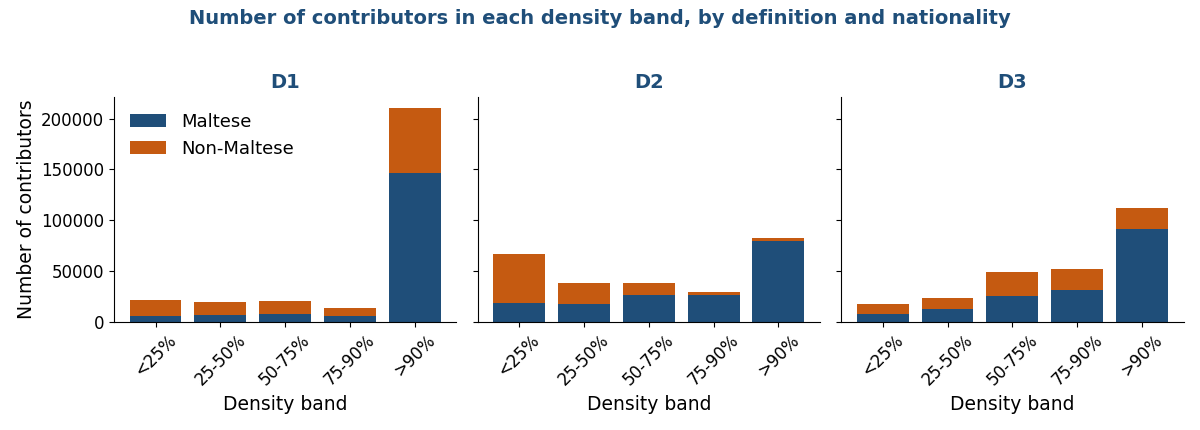 Number of contributors in each density band, by definition and nationality
D1
D2
D3
Number of contributors
200000
150000
100000
50000
0
Maltese
Non-Maltese
<25%
25-50%
50-75%
75-90%
>90%
<25%
25-50%
50-75%
75-90%
>90%
<25%
25-50%
50-75%
75-90%
>90%
Density band
Density band
Density band